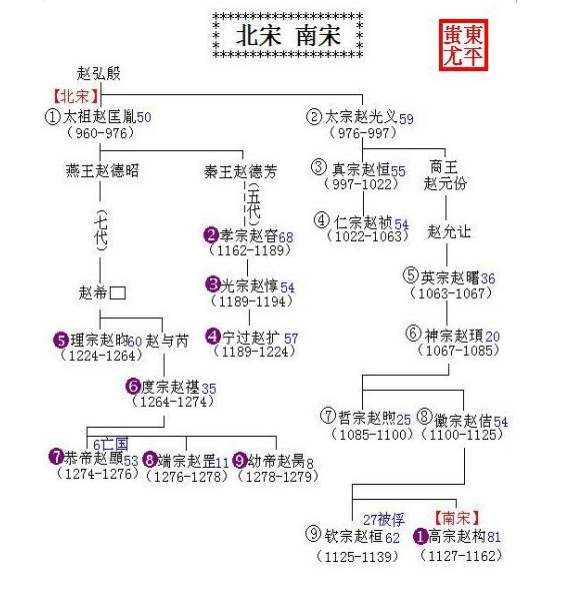 北宋 南宋
蚩東
尤平
赵弘殷
【北宋】
①太祖赵匡胤50
(960-976)
②太宗赵光义59
(976-997)
燕王赵德昭
秦王赵德芳
③真宗赵恒55
(997-1022)
商王
赵元份
(七代)
(五代)
❷孝宗赵昚68
(1162-1189)
④仁宗赵祯54
(1022-1063)
赵允让
赵希□
❸光宗赵惇54
(1189-1194)
⑤英宗赵曙36
(1063-1067)
❺理宗赵昀60
(1224-1264)
赵与芮
❹宁过赵扩57
(1189-1224)
⑥神宗赵頊20
(1067-1085)
❻度宗赵禥35
(1264-1274)
⑦哲宗赵煦25
(1085-1100)
⑧徽宗赵佶54
(1100-1125)
6亡国
❼恭帝赵顯53
(1274-1276)
❽端宗赵罡11
(1276-1278)
❾幼帝赵昺8
(1278-1279)
27被俘
⑨钦宗赵桓62
(1125-1139)
【南宋】
❶高宗赵构81
(1127-1162)